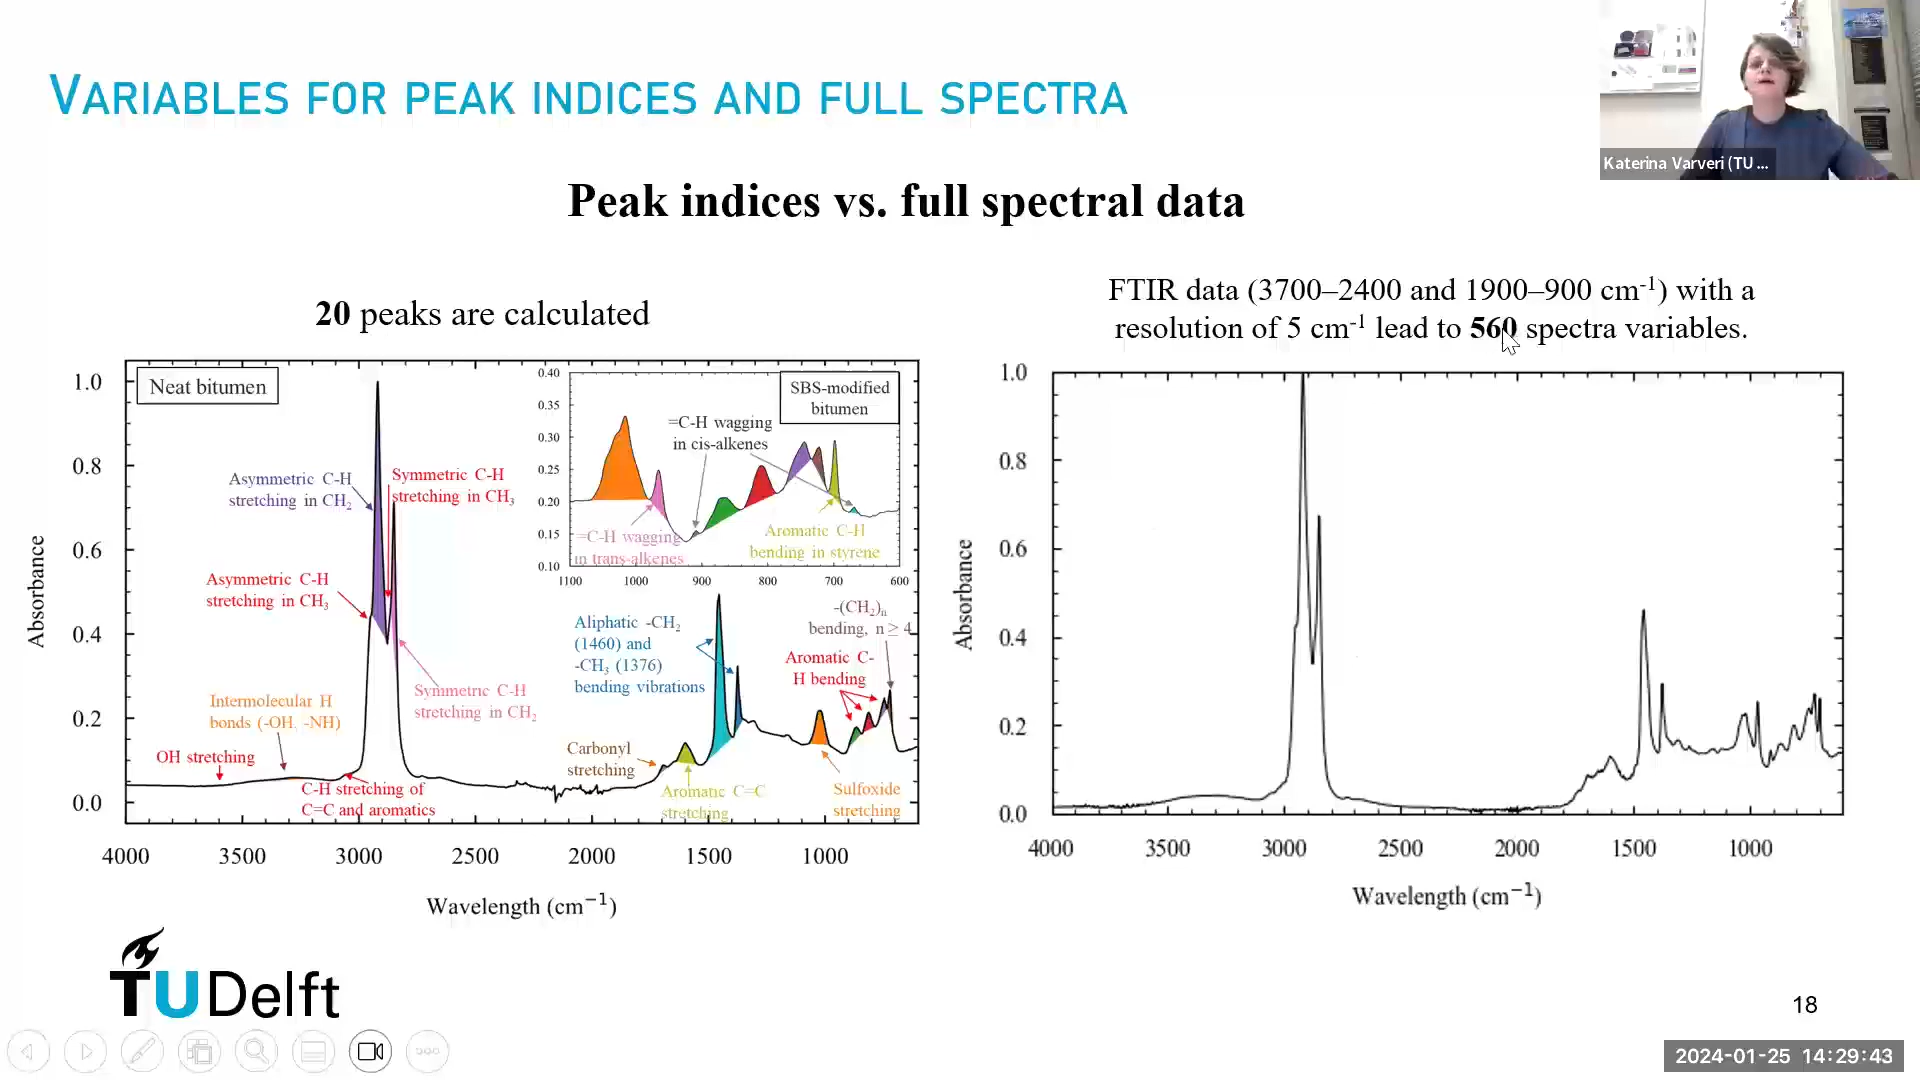 VARIABLES FOR PEAK INDICES AND FULL SPECTRA
Katerina Varveri (TU ...
Peak indices vs. full spectral data
20 peaks are calculated
FTIR data (3700–2400 and 1900–900 cm-1) with a
resolution of 5 cm-1 lead to 560 spectra variables.
Neat bitumen
SBS-modified
bitumen
=C-H wagging
in cis-alkenes
=C-H wagging
in trans-alkenes
Aromatic C-H
bending in styrene
0.40
0.35
0.30
0.25
0.20
0.15
0.10
1100 1000 900 800 700 600
Asymmetric C-H
stretching in CH2
Symmetric C-H
stretching in CH3
Asymmetric C-H
stretching in CH3
Symmetric C-H
stretching in CH2
Intermolecular H
bonds (-OH, -NH)
OH stretching
C-H stretching of
C=C and aromatics
Aliphatic -CH2
(1460) and
-CH3 (1376)
bending vibrations
-(CH2)n
bending, n ≥ 4
Aromatic C-
H bending
Carbonyl
stretching
Aromatic C=C
stretching
Sulfoxide
stretching
Absorbance
1.0
0.8
0.6
0.4
0.2
0.0
4000 3500 3000 2500 2000 1500 1000
Wavelength (cm−1)
Absorbance
1.0
0.8
0.6
0.4
0.2
0.0
4000 3500 3000 2500 2000 1500 1000
Wavelength (cm−1)
TUDelft
18
2024-01-25 14:29:43